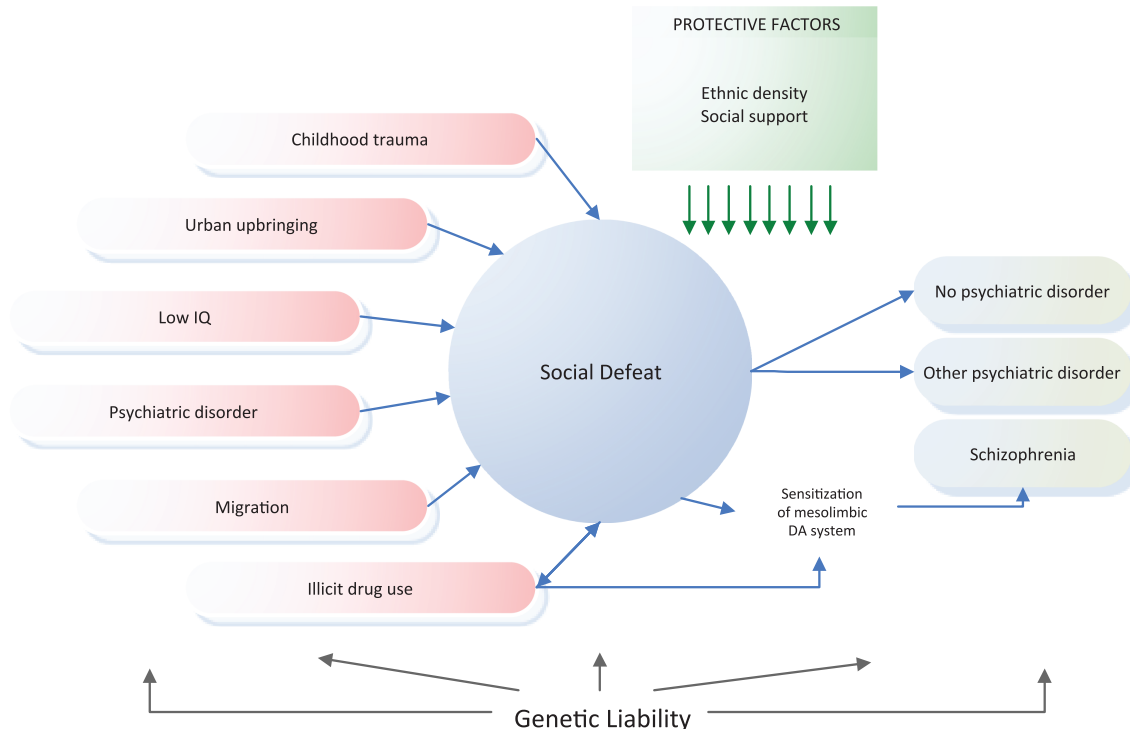 PROTECTIVE FACTORS
Ethnic density
Social support
Childhood trauma
Urban upbringing
Low IQ
Psychiatric disorder
Migration
Illicit drug use
Social Defeat
No psychiatric disorder
Other psychiatric disorder
Schizophrenia
Sensitization
of mesolimbic
DA system
Genetic Liability